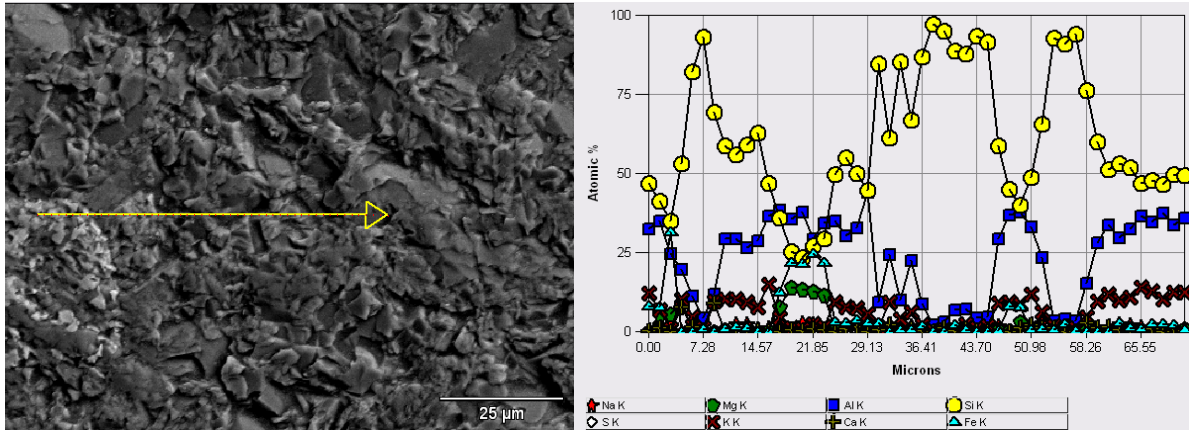 25 µm
100
75
50
25
0
Atomic %
0.00 7.28 14.57 21.85 29.13 36.41 43.70 50.98 58.26 65.55
Microns
Na K Mg K Al K Si K
S K K K Ca K Fe K